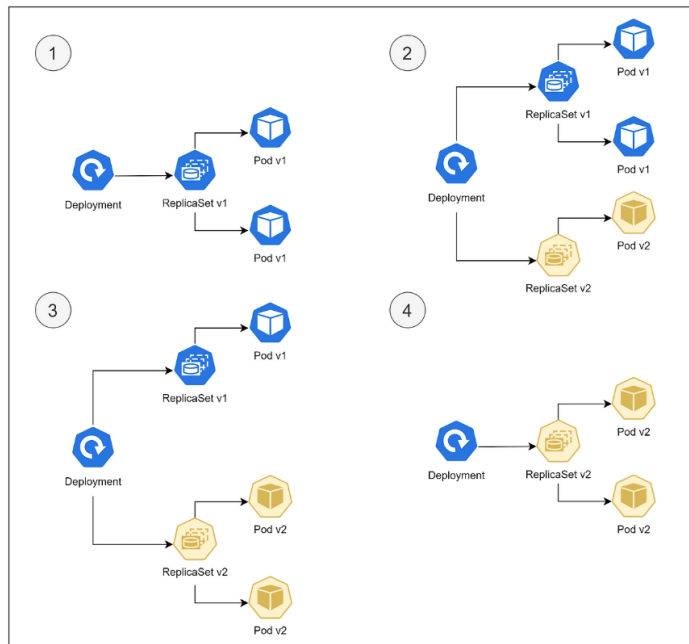 1
Pod v1
Deployment
ReplicaSet v1
Pod v1
2
Pod v1
ReplicaSet v1
Pod v1
Deployment
Pod v2
ReplicaSet v2
3
Pod v1
ReplicaSet v1
Deployment
Pod v2
ReplicaSet v2
Pod v2
4
Pod v2
Deployment
ReplicaSet v2
Pod v2